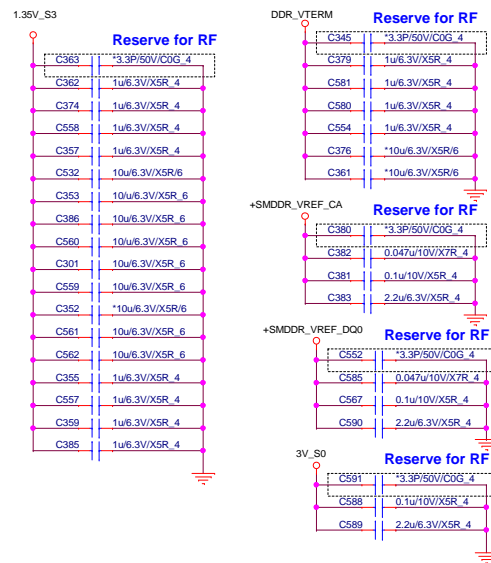 1.35V_S3
Reserve for RF
C363 *3.3P/50V/C0G_4
C362 1u/6.3V/X5R_4
C374 1u/6.3V/X5R_4
C558 1u/6.3V/X5R_4
C357 1u/6.3V/X5R_4
C532 10u/6.3V/X5R/6
C353 10/u/6.3V/X5R_6
C386 10u/6.3V//X5R_6
C560 10/u/6.3V/X5R_6
C301 10u/6.3V//X5R_6
C559 10u/6.3V//X5R_6
C352 *10u/6.3V//X5R/6
C561 10u/6.3V//X5R_6
C562 10u/6.3V//X5R_6
C355 1u/6.3V/X5R_4
C557 1u/6.3V//X5R_4
C359 1u/6.3V//X5R_4
C385 1u/6.3V//X5R_4
DDR_VTERM
Reserve for RF
C345 *3.3P/50V/C0G_4
C379 1u/6.3V/X5R_4
C581 1u/6.3V/X5R_4
C580 1u/6.3V/X5R_4
C554 1u/6.3V/X5R_4
C376 *10u/6.3V//X5R/6
C361 *10u/6.3V//X5R/6
+SMDDR_VREF_CA
Reserve for RF
C380 *3.3P/50V/C0G_4
C382 0.047u/10V/X7R_4
C381 0.1u/10V/X5R_4
C383 2.2u/6.3V/X5R_4
+SMDDR_VREF_DQ0
Reserve for RF
C552 *3.3P/50V/C0G_4
C585 0.047u/10V/X7R_4
C567 0.1u/10V/X5R_4
C590 2.2u/6.3V/X5R_4
3V_S0
Reserve for RF
C591 *3.3P/50V/C0G_4
C588 0.1u/10V/X5R_4
C589 2.2u/6.3V/X5R_4